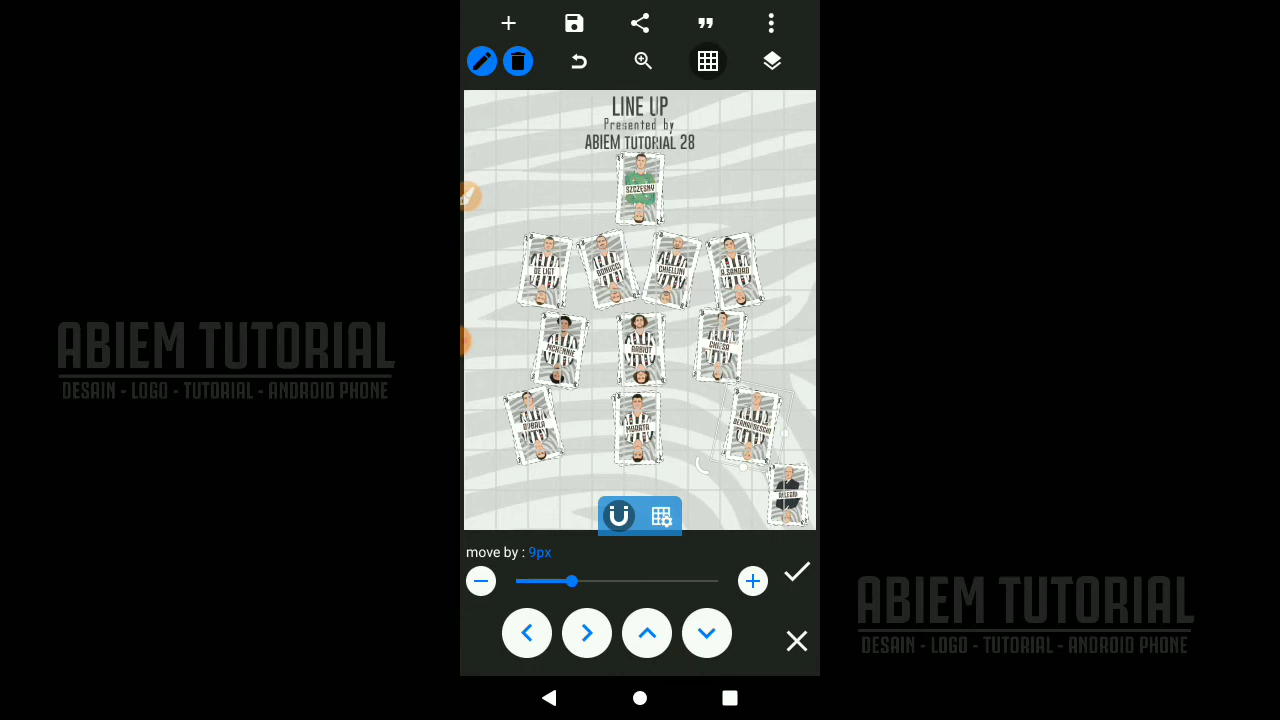 LINE UP
Presented by
ABIEM TUTORIAL 28
SZCZESNY
DE LIGT
BONUCCI
CHIELLINI
A.SANDRO
MCKENNIE
RABIOT
CHIESA
DYBALA
MORATA
BERNARDESCHI
ALLEGRI
ABIEM TUTORIAL
DESAIN - LOGO - TUTORIAL - ANDROID PHONE
move by : 9px
ABIEM TUTORIAL
DESAIN - LOGO - TUTORIAL - ANDROID PHONE